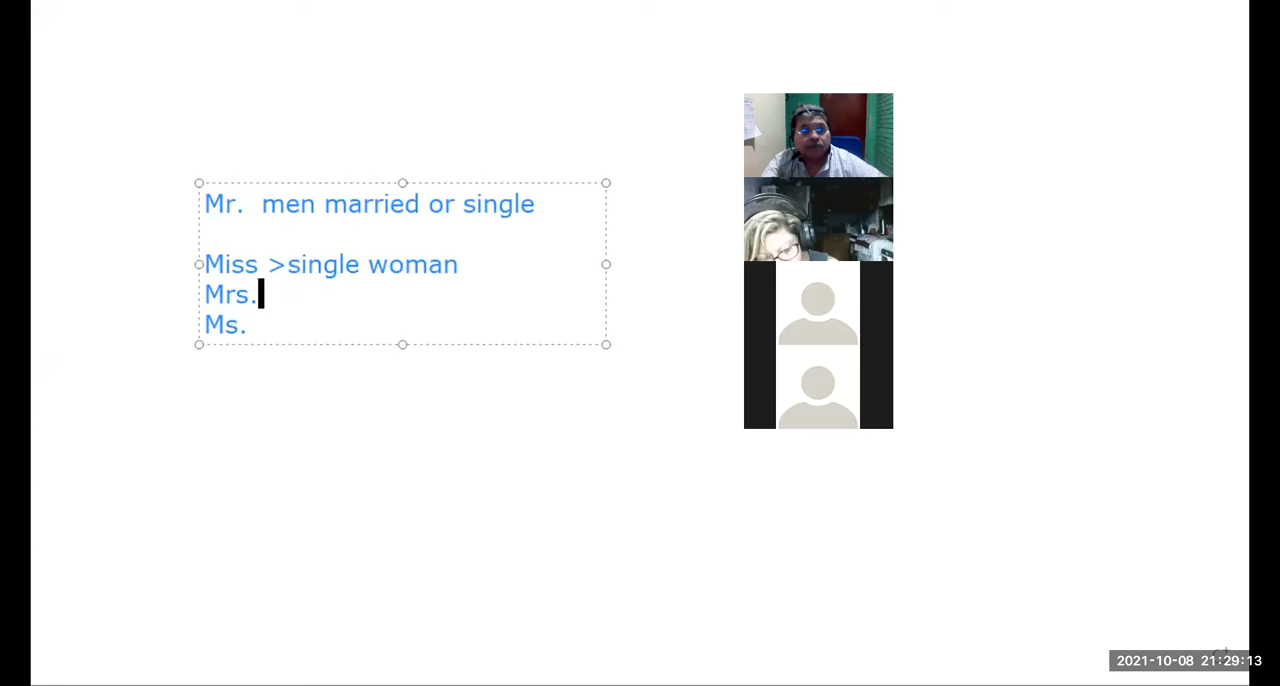 Mr.  men married or single
Miss >single woman
Mrs.
Ms.
2021-10-08 21:29:13